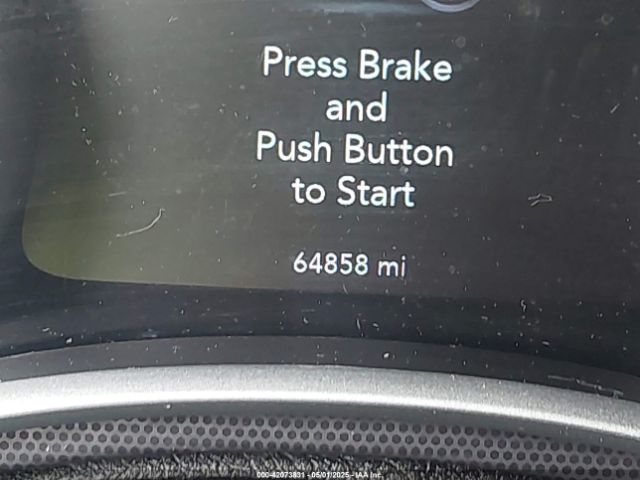 Press Brake
and
Push Button
to Start
64858 mi
000-42073831 - 05/01/2025 - IAA Inc.